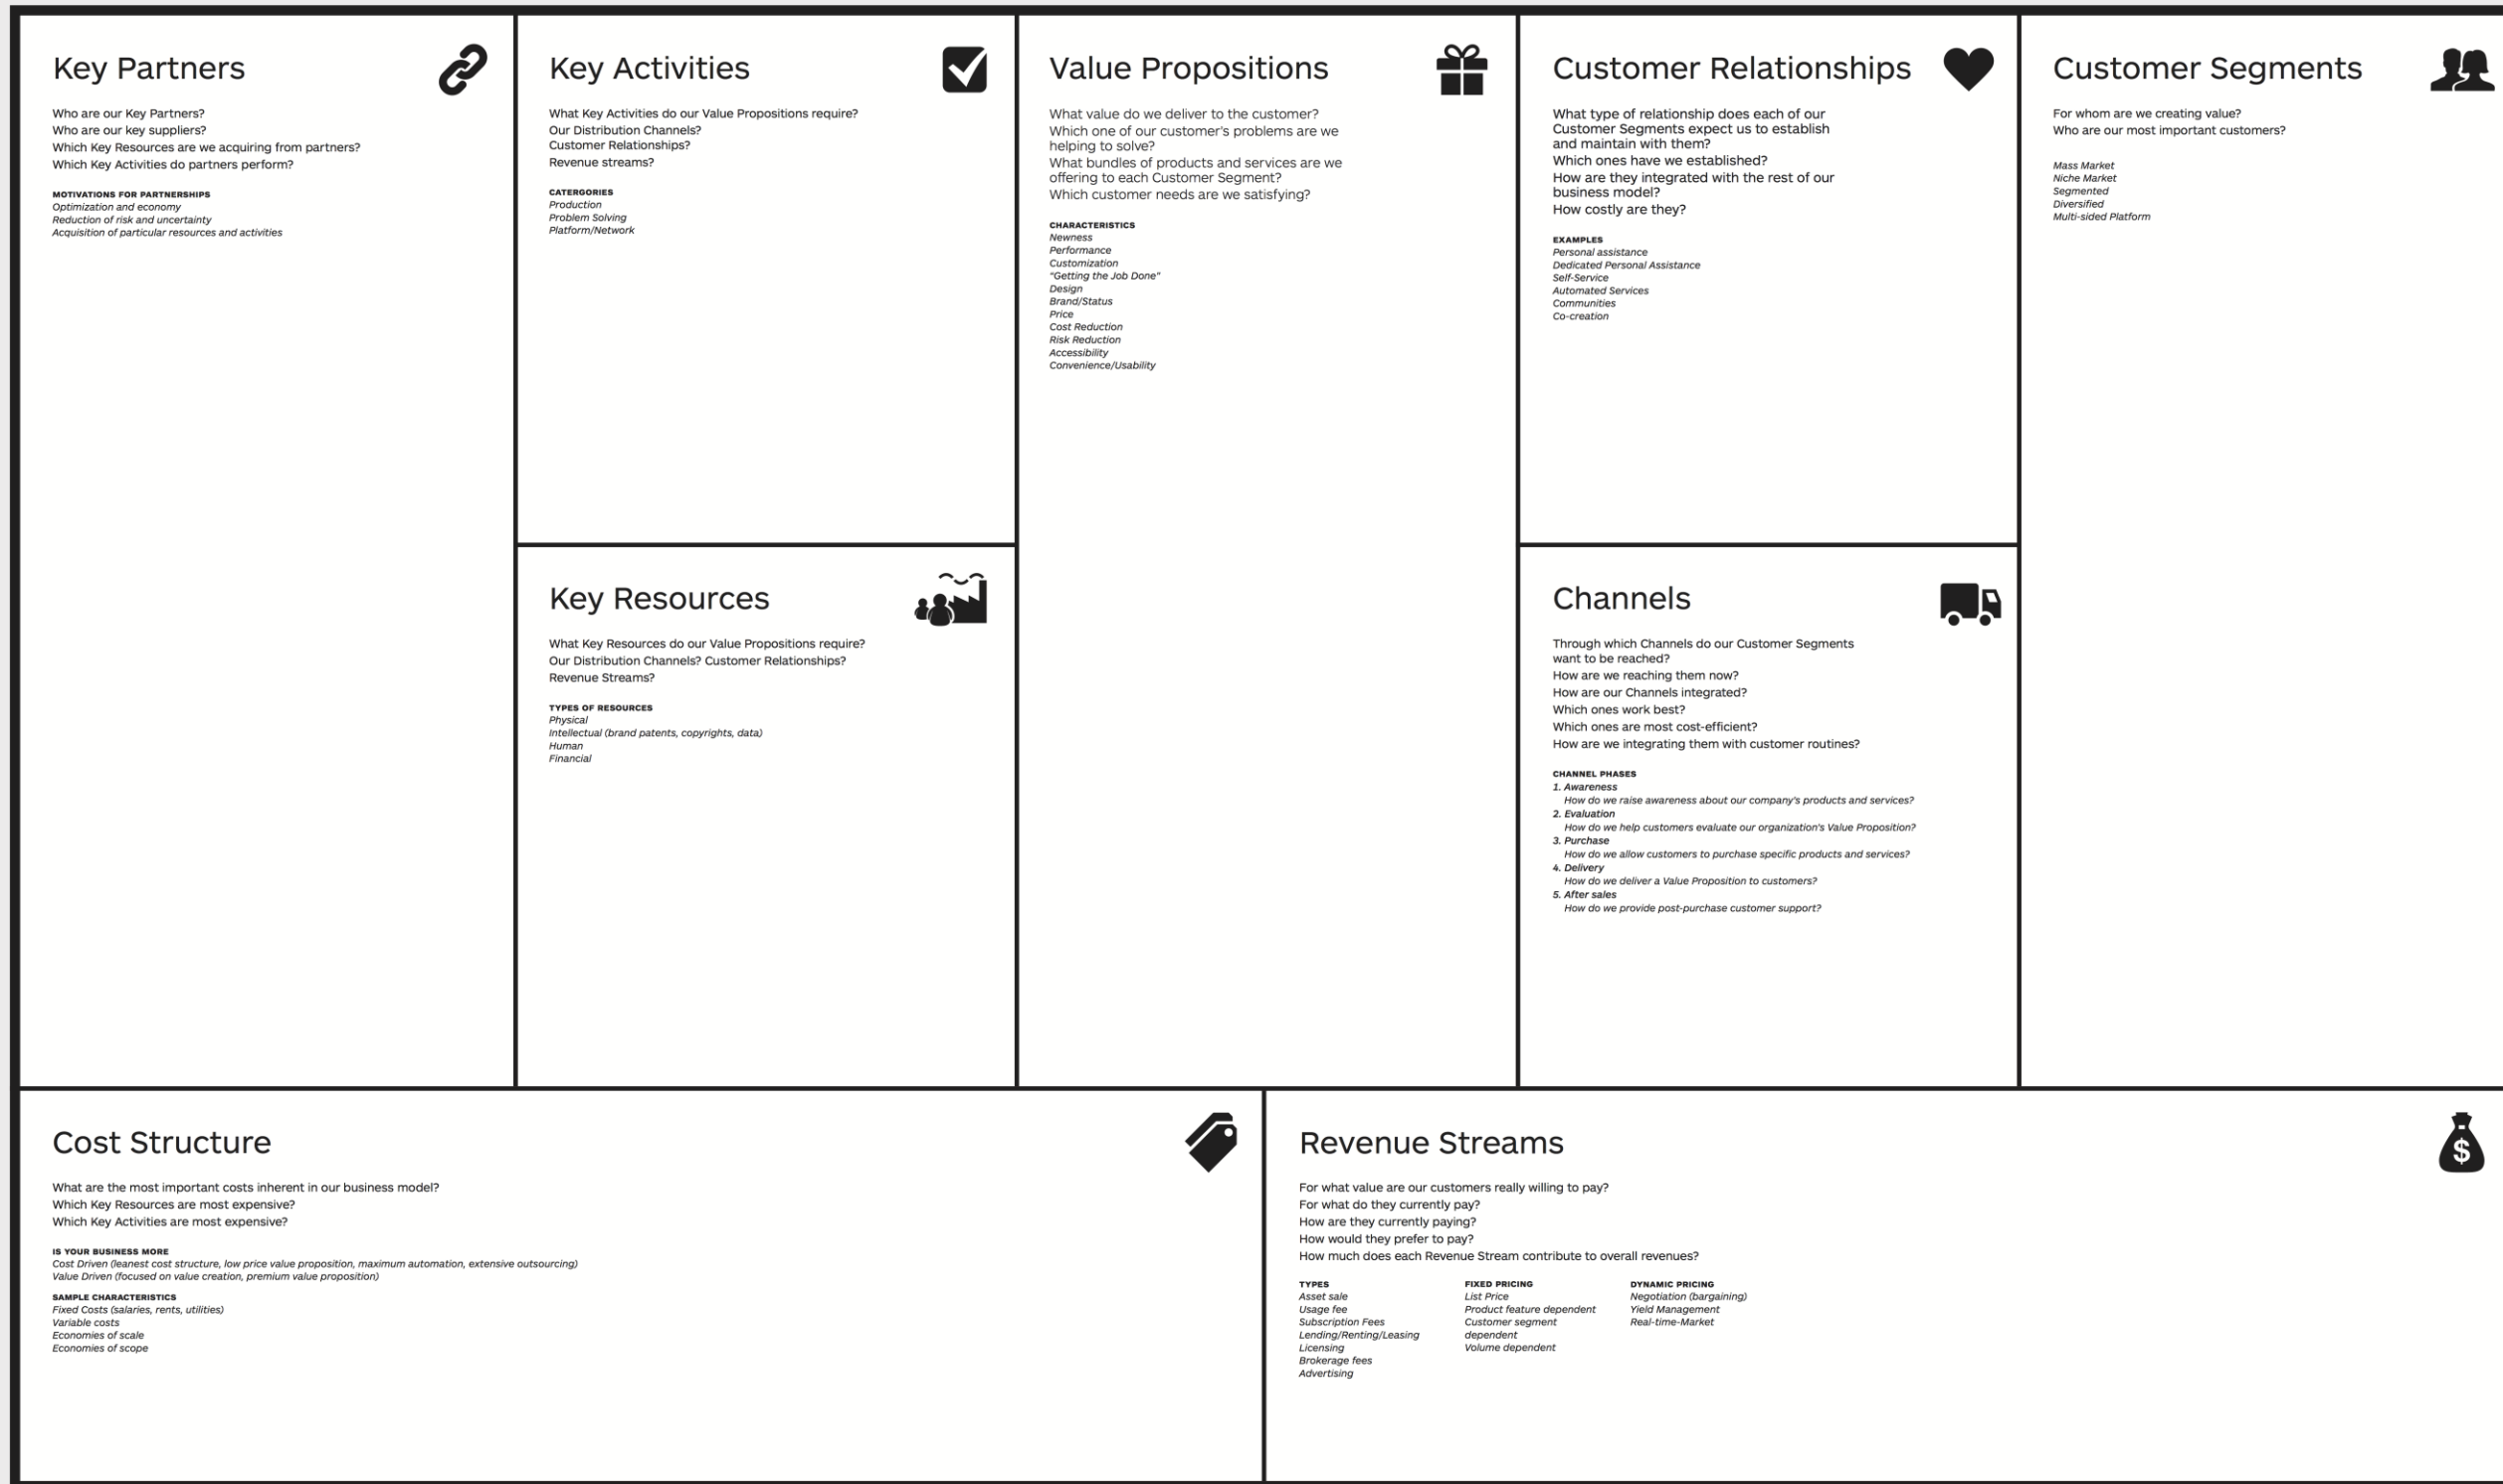 Key Partners
Who are our Key Partners?
Who are our key suppliers?
Which Key Resources are we acquiring from partners?
Which Key Activities do partners perform?
MOTIVATIONS FOR PARTNERSHIPS
Optimization and economy
Reduction of risk and uncertainty
Acquisition of particular resources and activities
Key Activities
What Key Activities do our Value Propositions require?
Our Distribution Channels?
Customer Relationships?
Revenue streams?
CATERGORIES
Production
Problem Solving
Platform/Network
Key Resources
What Key Resources do our Value Propositions require?
Our Distribution Channels? Customer Relationships?
Revenue Streams?
TYPES OF RESOURCES
Physical
Intellectual (brand patents, copyrights, data)
Human
Financial
Value Propositions
What value do we deliver to the customer?
Which one of our customer's problems are we
helping to solve?
What bundles of products and services are we
offering to each Customer Segment?
Which customer needs are we satisfying?
CHARACTERISTICS
Newness
Performance
Customization
"Getting the Job Done"
Design
Brand/Status
Price
Cost Reduction
Risk Reduction
Accessibility
Convenience/Usability
Customer Relationships
What type of relationship does each of our
Customer Segments expect us to establish
and maintain with them?
Which ones have we established?
How are they integrated with the rest of our
business model?
How costly are they?
EXAMPLES
Personal assistance
Dedicated Personal Assistance
Self-Service
Automated Services
Communities
Co-creation
Channels
Through which Channels do our Customer Segments
want to be reached?
How are we reaching them now?
How are our Channels integrated?
Which ones work best?
Which ones are most cost-efficient?
How are we integrating them with customer routines?
CHANNEL PHASES
1. Awareness
How do we raise awareness about our company's products and services?
2. Evaluation
How do we help customers evaluate our organization's Value Proposition?
3. Purchase
How do we allow customers to purchase specific products and services?
4. Delivery
How do we deliver a Value Proposition to customers?
5. After sales
How do we provide post-purchase customer support?
Customer Segments
For whom are we creating value?
Who are our most important customers?
Mass Market
Niche Market
Segmented
Diversified
Multi-sided Platform
Cost Structure
What are the most important costs inherent in our business model?
Which Key Resources are most expensive?
Which Key Activities are most expensive?
IS YOUR BUSINESS MORE
Cost Driven (leanest cost structure, low price value proposition, maximum automation, extensive outsourcing)
Value Driven (focused on value creation, premium value proposition)
SAMPLE CHARACTERISTICS
Fixed Costs (salaries, rents, utilities)
Variable costs
Economies of scale
Economies of scope
Revenue Streams
For what value are our customers really willing to pay?
For what do they currently pay?
How are they currently paying?
How would they prefer to pay?
How much does each Revenue Stream contribute to overall revenues?
TYPES
Asset sale
Usage fee
Subscription Fees
Lending/Renting/Leasing
Licensing
Brokerage fees
Advertising
FIXED PRICING
List Price
Product feature dependent
Customer segment
dependent
Volume dependent
DYNAMIC PRICING
Negotiation (bargaining)
Yield Management
Real-time-Market
$